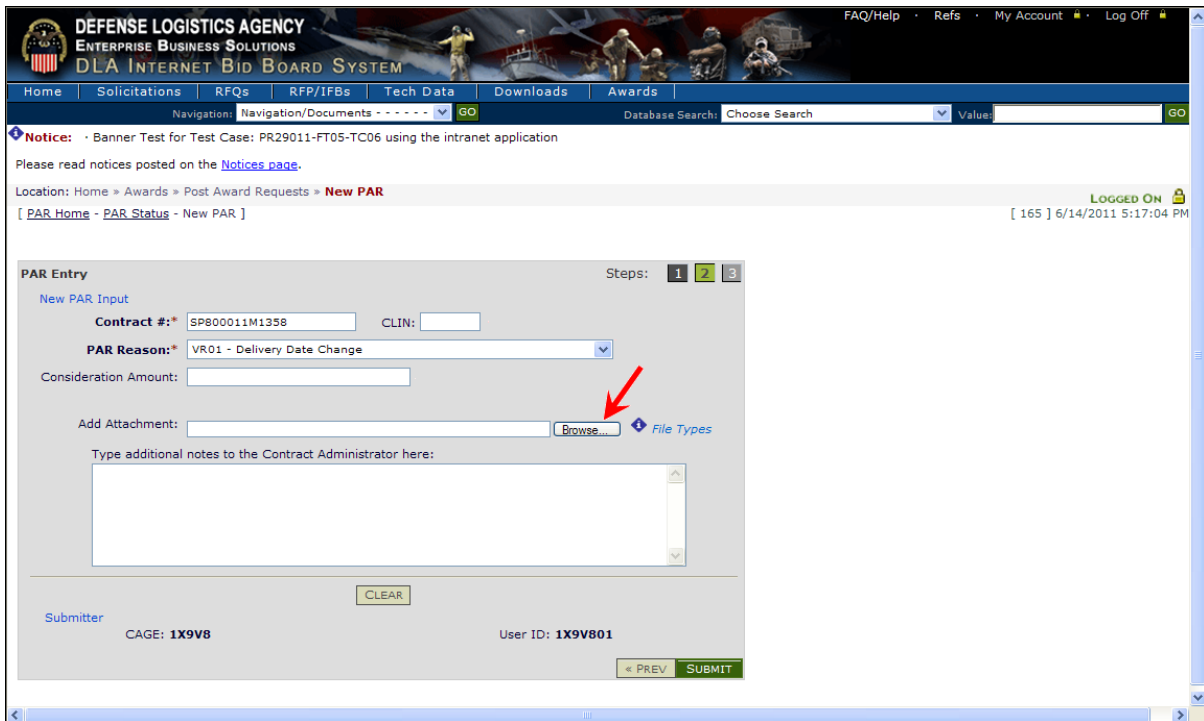 FAQ/Help · Refs · My Account · Log Off
DEFENSE LOGISTICS AGENCY
ENTERPRISE BUSINESS SOLUTIONS
DLA INTERNET BID BOARD SYSTEM
Home Solicitations RFQs RFP/IFBs Tech Data Downloads Awards
Navigation: Navigation/Documents - - - - - - GO Database Search: Choose Search Value: GO
Notice: · Banner Test for Test Case: PR29011-FT05-TC06 using the intranet application
Please read notices posted on the Notices page.
Location: Home » Awards » Post Award Requests » New PAR
LOGGED ON
[ PAR Home - PAR Status - New PAR ] [ 165 ] 6/14/2011 5:17:04 PM
PAR Entry Steps: 1 2 3
New PAR Input
Contract #:* SP800011M1358 CLIN:
PAR Reason:* VR01 - Delivery Date Change
Consideration Amount:
Add Attachment: Browse... File Types
Type additional notes to the Contract Administrator here:
CLEAR
Submitter
CAGE: 1X9V8 User ID: 1X9V801
« PREV SUBMIT